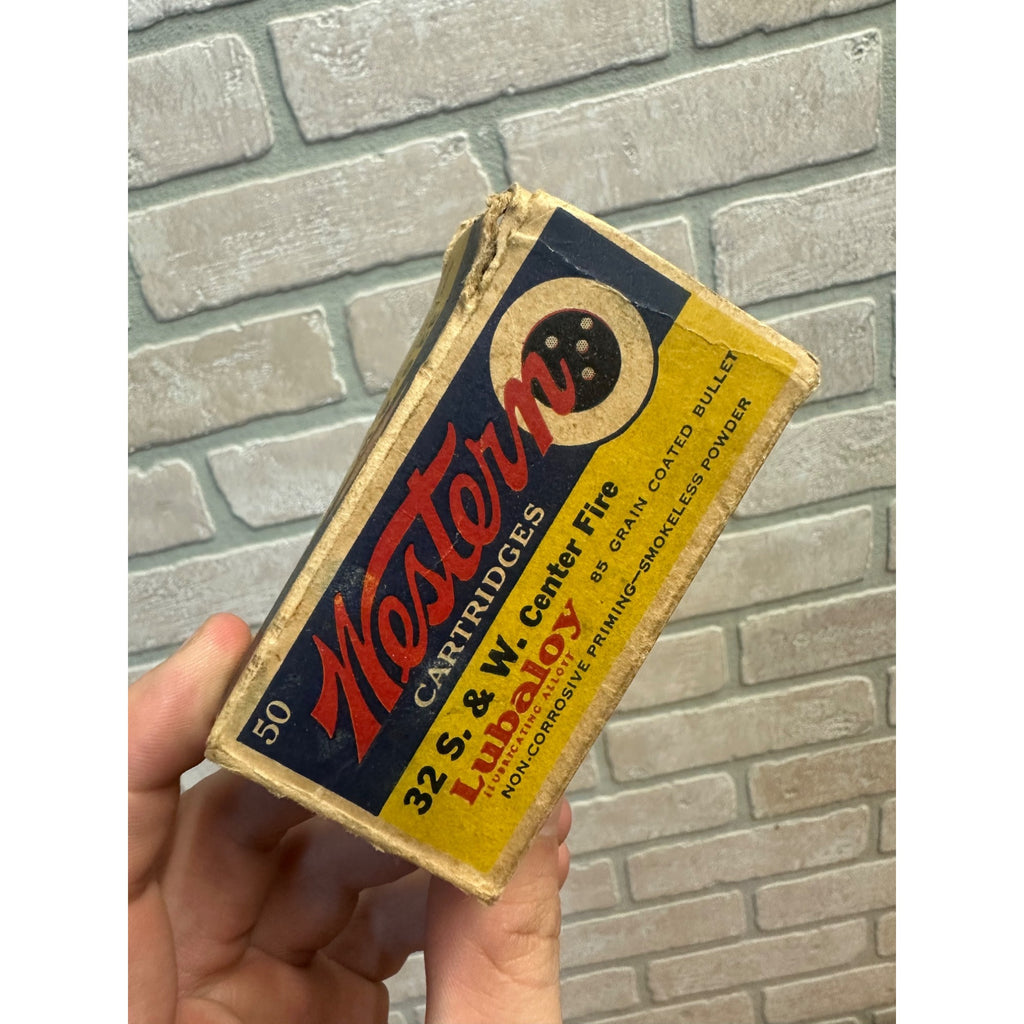 50
Western
CARTRIDGES
32 S. & W. Center Fire
Lubaloy 85 GRAIN COATED BULLET
(LUBRICATING ALLOY)
NON-CORROSIVE PRIMING—SMOKELESS POWDER